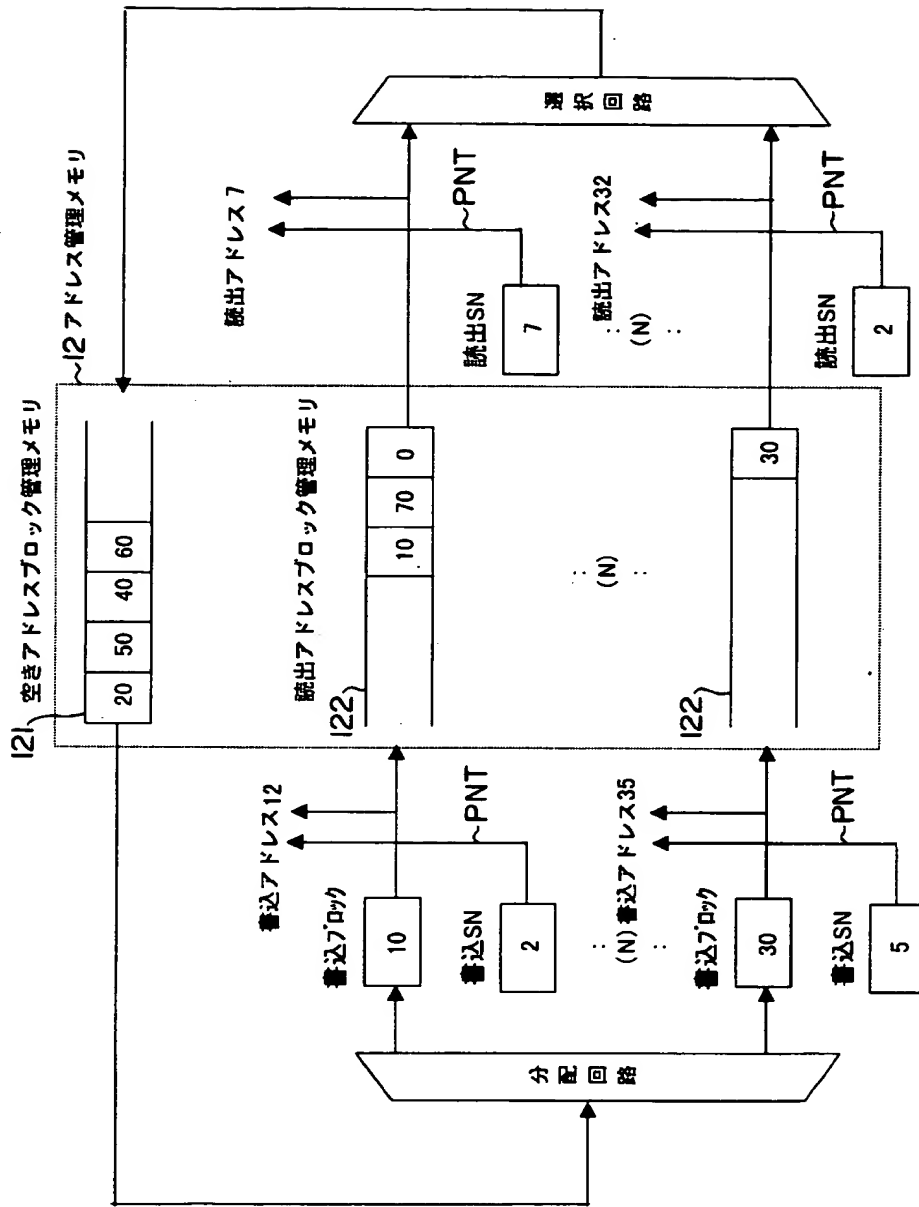 12 アドレス管理メモリ
121 空きアドレスブロック管理メモリ
20 50 40 60
読出アドレスブロック管理メモリ
122
10 70 0
:(N):
122
30
書込アドレス12
PNT
書込ブロック
10
書込SN
2
:(N):
書込アドレス35
PNT
書込ブロック
30
書込SN
5
分配回路
読出アドレス7
PNT
読出SN
7
:(N):
読出アドレス32
PNT
読出SN
2
選択回路